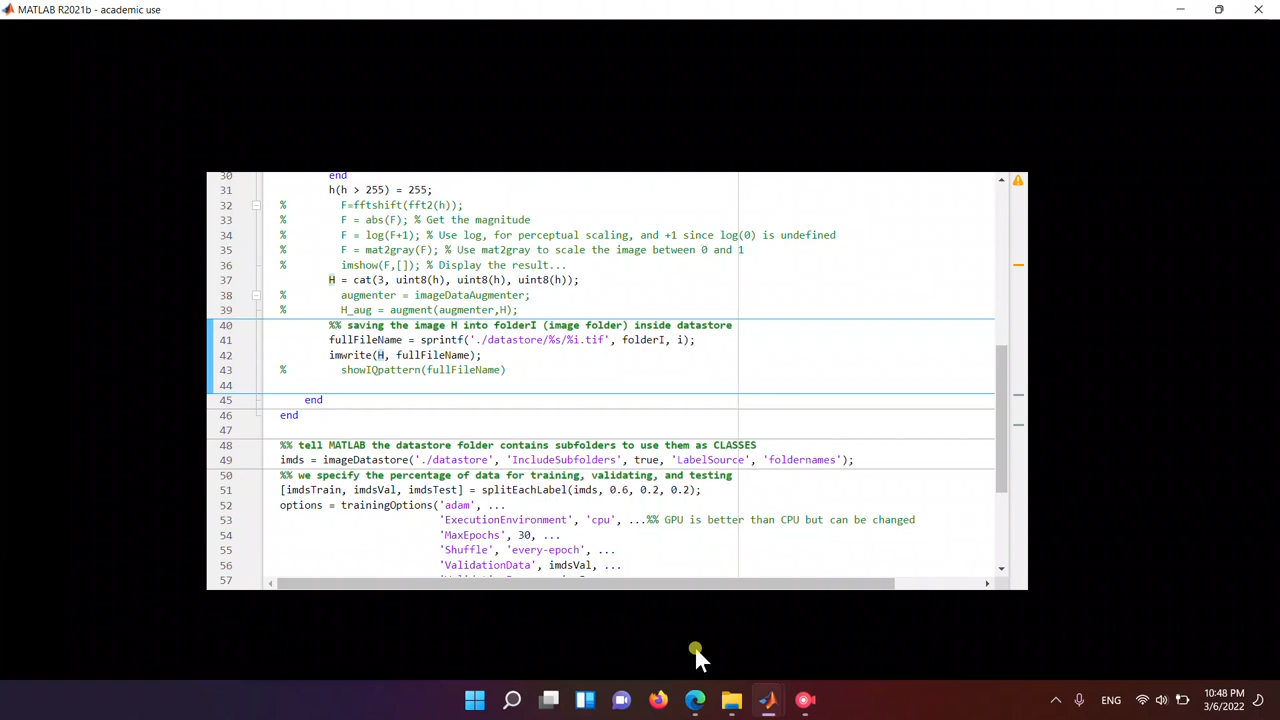 MATLAB R2021b - academic use
30 end
31 h(h > 255) = 255;
32 % F=fftshift(fft2(h));
33 % F = abs(F); % Get the magnitude
34 % F = log(F+1); % Use log, for perceptual scaling, and +1 since log(0) is undefined
35 % F = mat2gray(F); % Use mat2gray to scale the image between 0 and 1
36 % imshow(F,[]); % Display the result...
37 H = cat(3, uint8(h), uint8(h), uint8(h));
38 % augmenter = imageDataAugmenter;
39 % H_aug = augment(augmenter,H);
40 %% saving the image H into folderI (image folder) inside datastore
41 fullFileName = sprintf('./datastore/%s/%i.tif', folderI, i);
42 imwrite(H, fullFileName);
43 % showIQpattern(fullFileName)
44
45 end
46 end
47
48 %% tell MATLAB the datastore folder contains subfolders to use them as CLASSES
49 imds = imageDatastore('./datastore', 'IncludeSubfolders', true, 'LabelSource', 'foldernames');
50 %% we specify the percentage of data for training, validating, and testing
51 [imdsTrain, imdsVal, imdsTest] = splitEachLabel(imds, 0.6, 0.2, 0.2);
52 options = trainingOptions('adam', ...
53 'ExecutionEnvironment', 'cpu', ...%% GPU is better than CPU but can be changed
54 'MaxEpochs', 30, ...
55 'Shuffle', 'every-epoch', ...
56 'ValidationData', imdsVal, ...
57
ENG
10:48 PM
3/6/2022